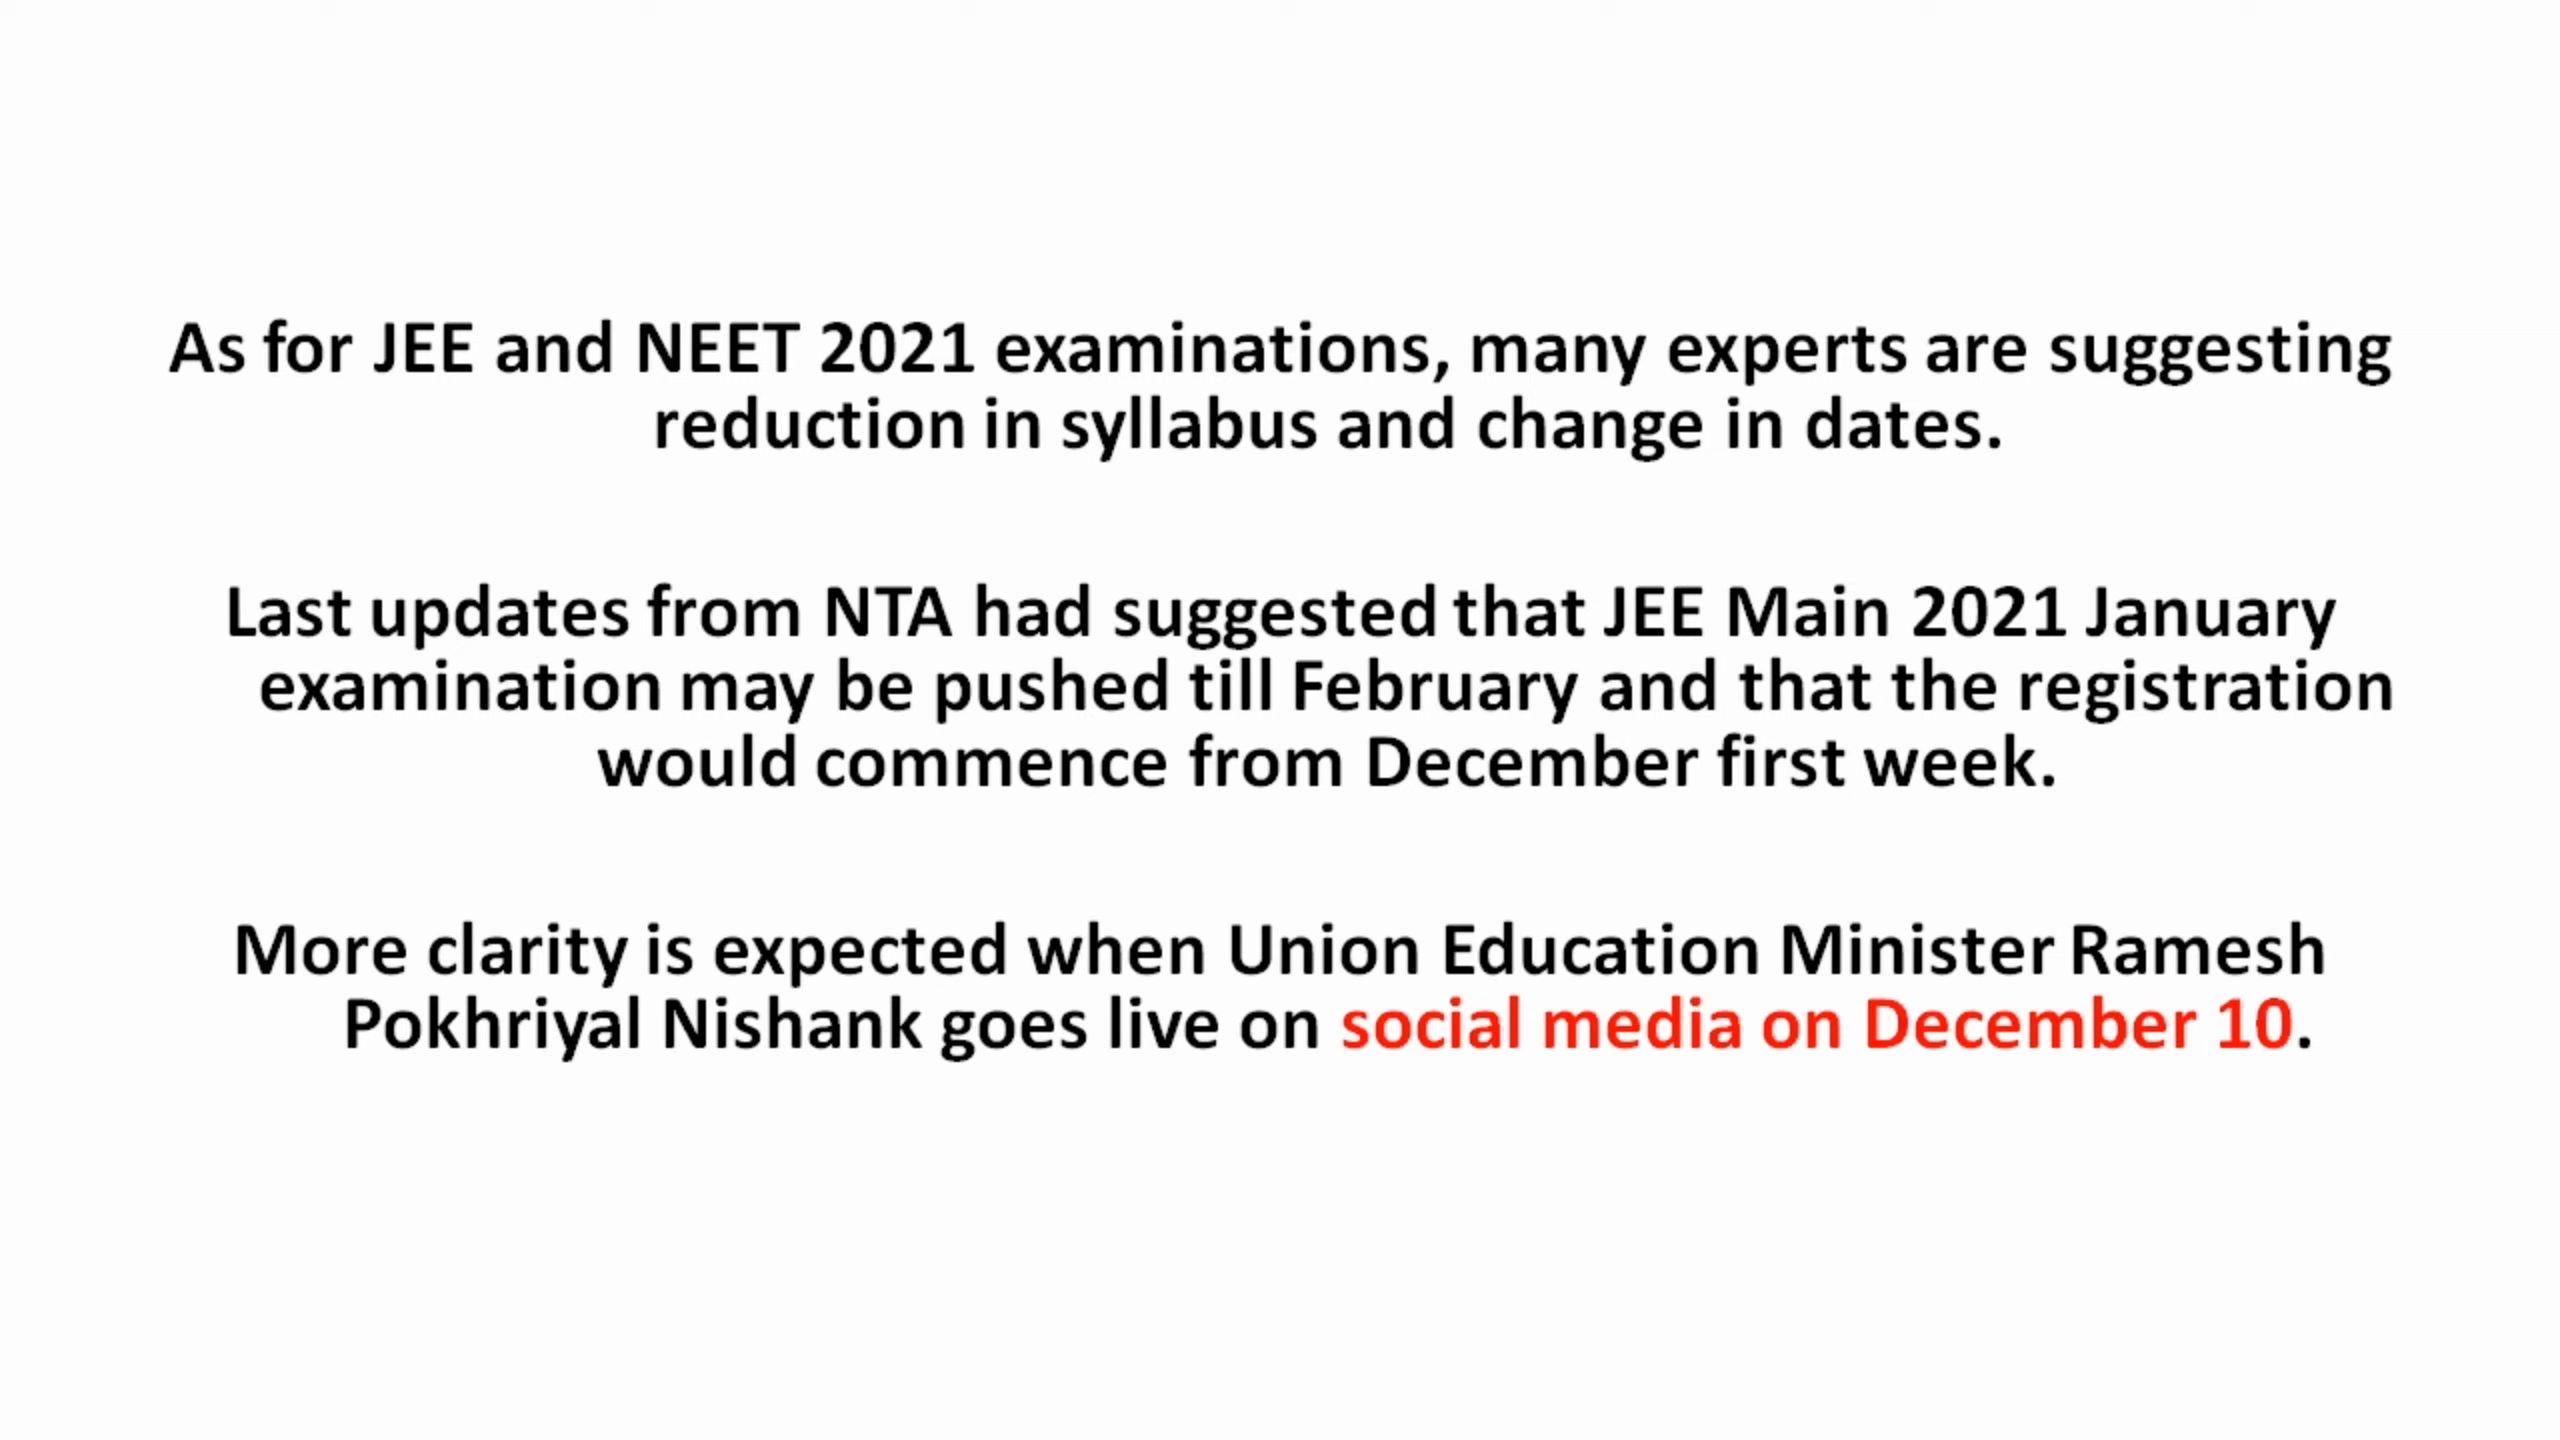 As for JEE and NEET 2021 examinations, many experts are suggesting
reduction in syllabus and change in dates.
Last updates from NTA had suggested that JEE Main 2021 January
examination may be pushed till February and that the registration
would commence from December first week.
More clarity is expected when Union Education Minister Ramesh
Pokhriyal Nishank goes live on social media on December 10.